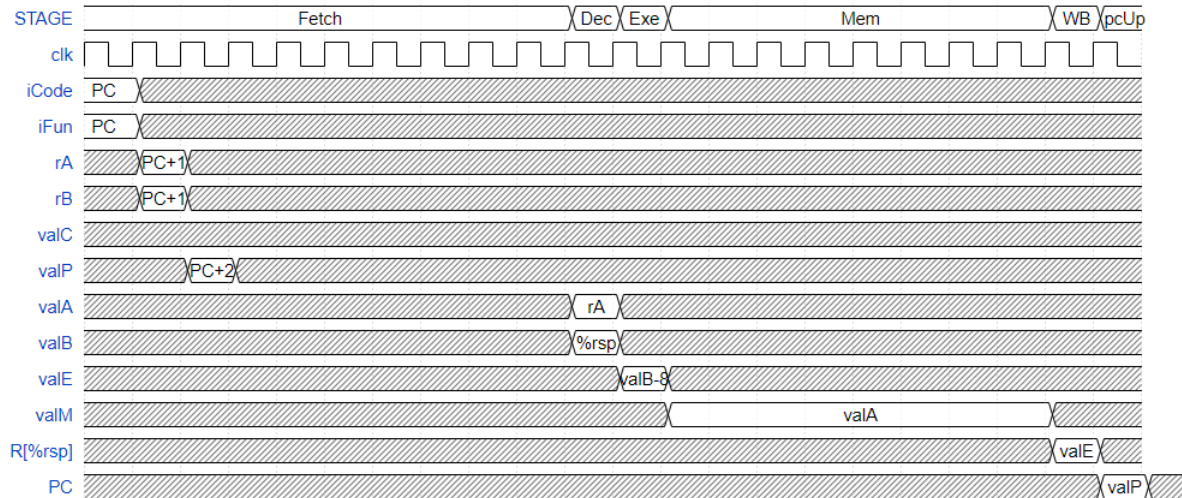 STAGE Fetch Dec Exe Mem WB pcUp
clk
iCode PC
iFun PC
rA PC+1
rB PC+1
valC
valP PC+2
valA rA
valB %rsp
valE valB-8
valM valA
R[%rsp] valE
PC valP